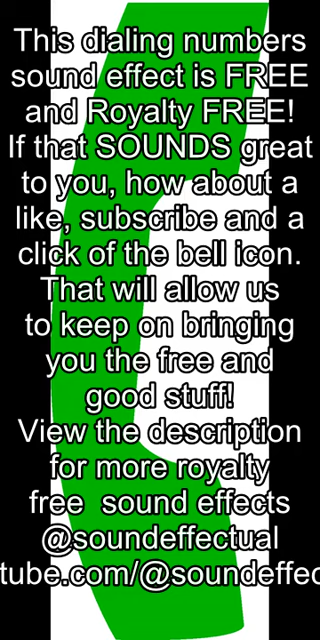 This dialing numbers
sound effect is FREE
and Royalty FREE!
If that SOUNDS great
to you, how about a
like, subscribe and a
click of the bell icon.
That will allow us
to keep on bringing
you the free and
good stuff!
View the description
for more royalty
free  sound effects
@soundeffectual
tube.com/@soundeffec